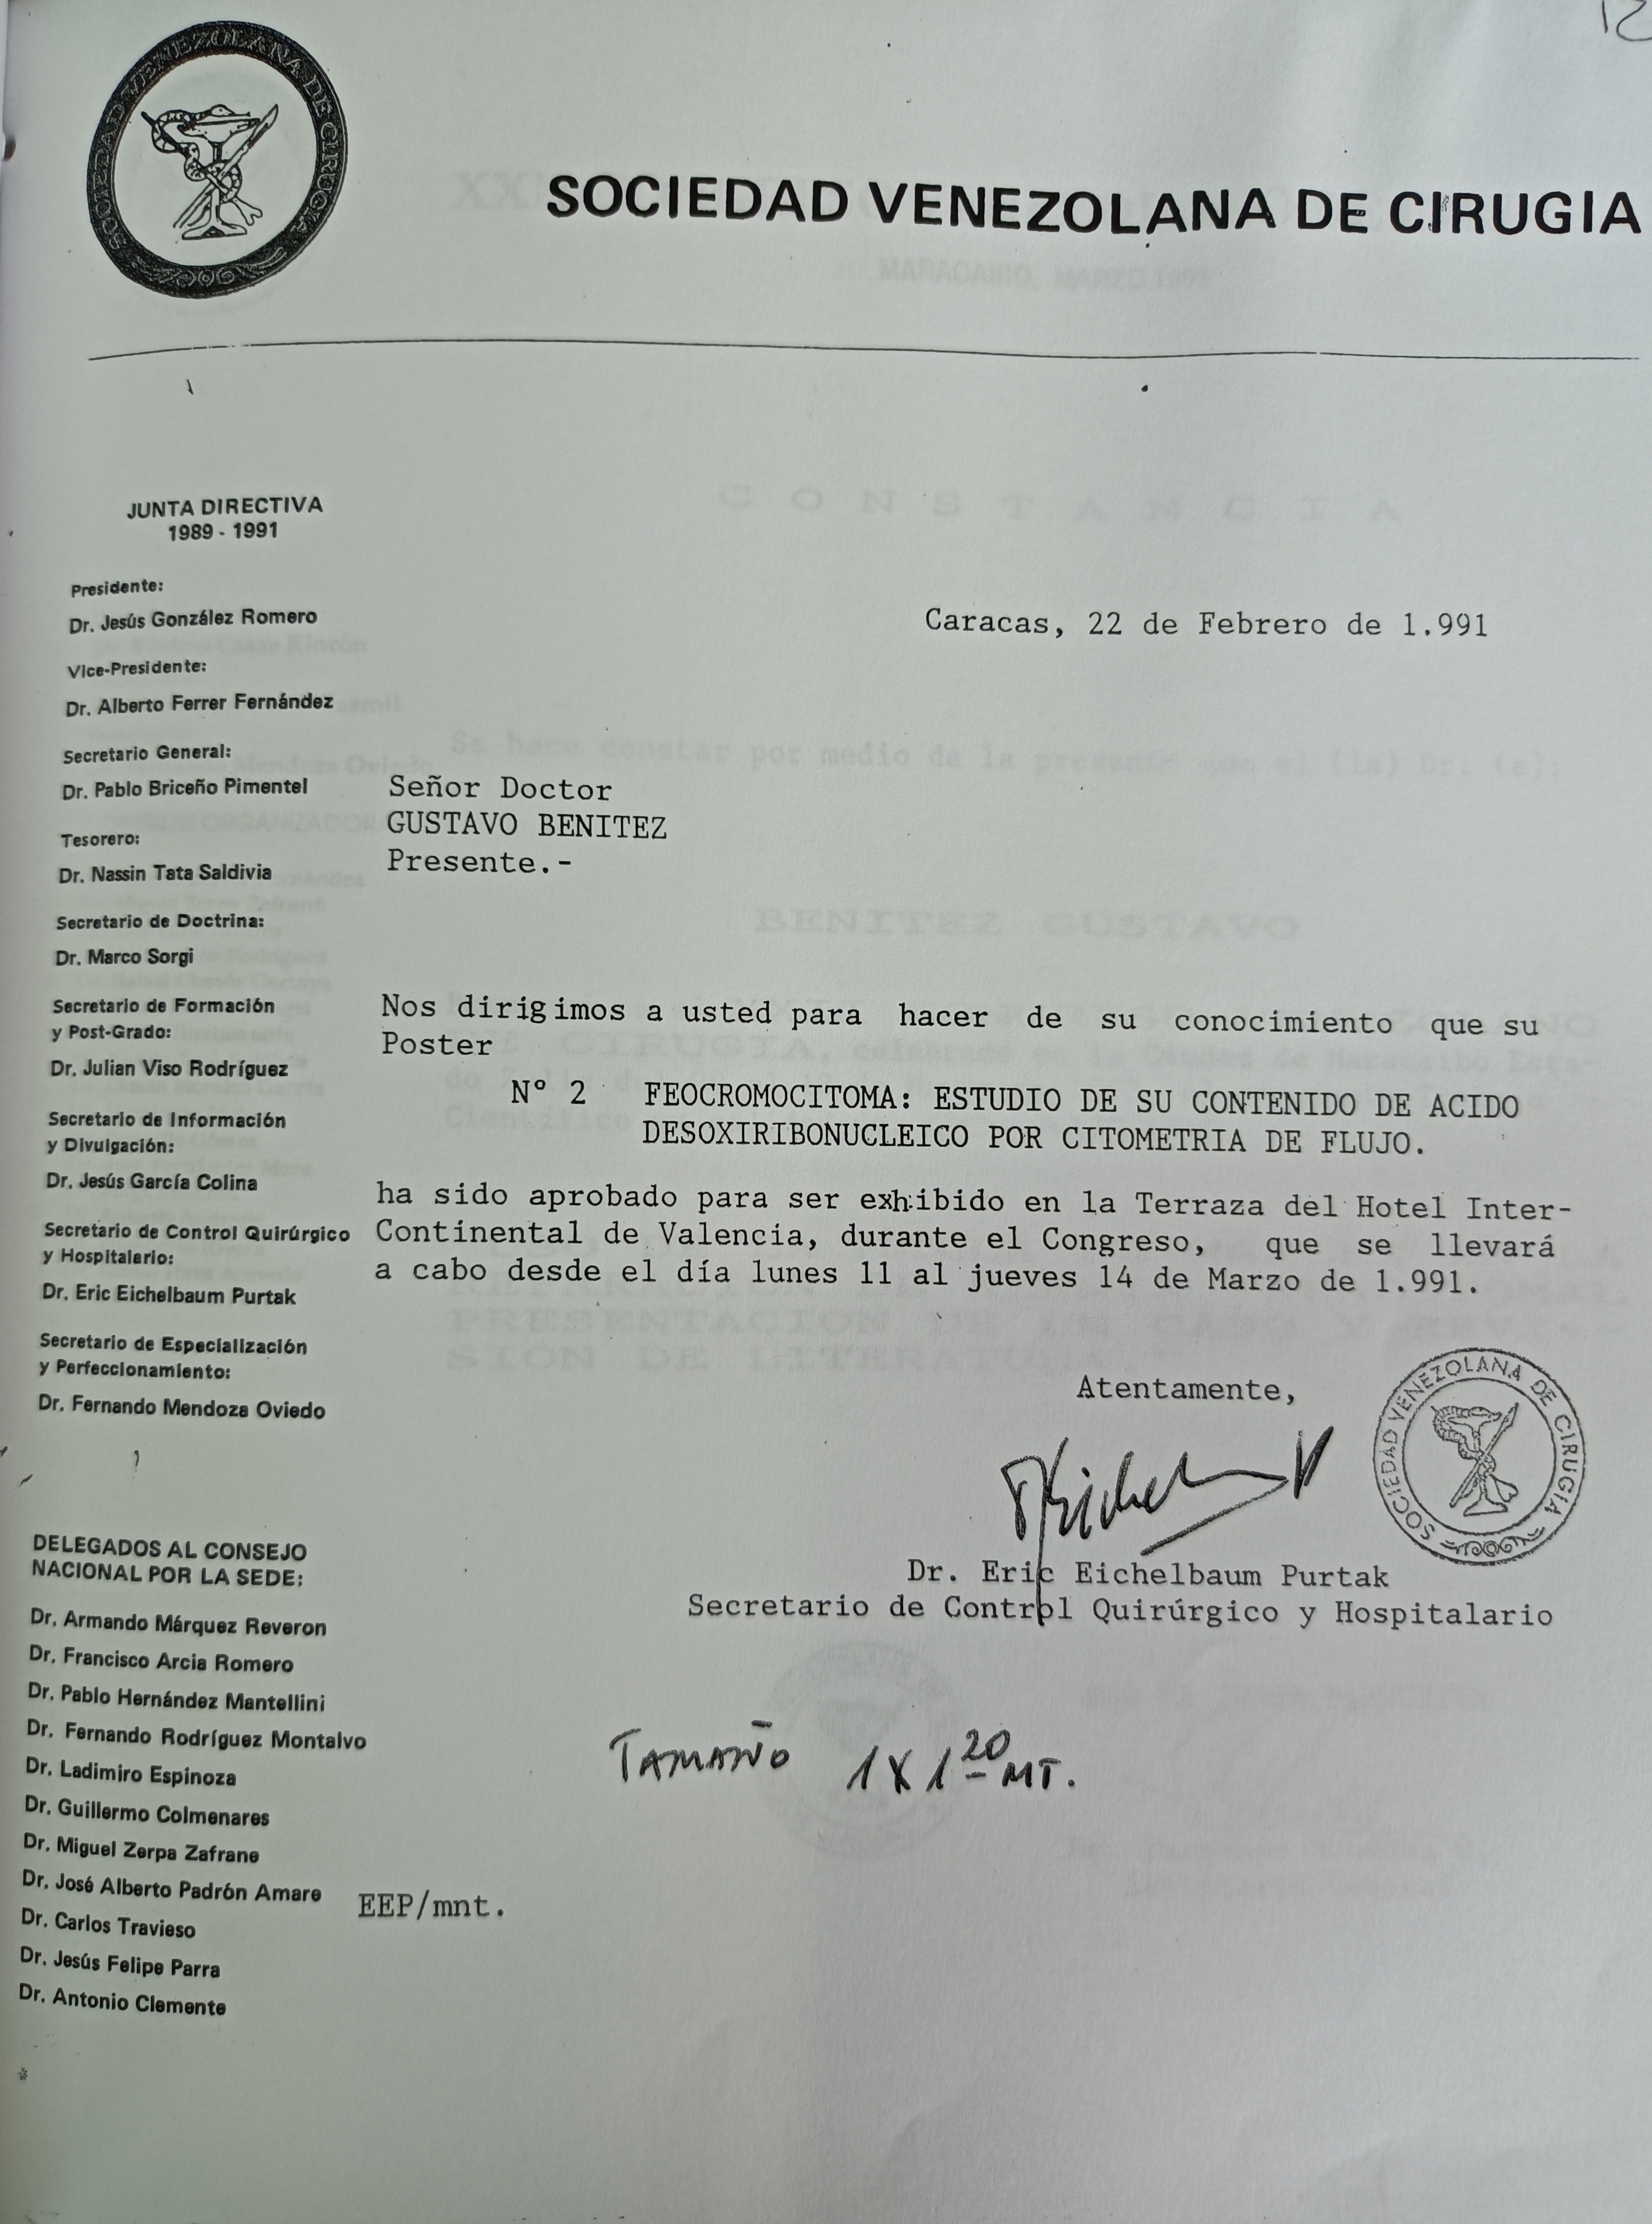 12
SOCIEDAD VENEZOLANA DE CIRUGIA
SOCIEDAD VENEZOLANA DE CIRUGIA
JUNTA DIRECTIVA
1989 - 1991
Presidente:
Dr. Jesús González Romero
Vice-Presidente:
Dr. Alberto Ferrer Fernández
Secretario General:
Dr. Pablo Briceño Pimentel
Tesorero:
Dr. Nassin Tata Saldivia
Secretario de Doctrina:
Dr. Marco Sorgi
Secretario de Formación
y Post-Grado:
Dr. Julian Viso Rodríguez
Secretario de Información
y Divulgación:
Dr. Jesús García Colina
Secretario de Control Quirúrgico
y Hospitalario:
Dr. Eric Eichelbaum Purtak
Secretario de Especialización
y Perfeccionamiento:
Dr. Fernando Mendoza Oviedo
DELEGADOS AL CONSEJO
NACIONAL POR LA SEDE:
Dr. Armando Márquez Reveron
Dr. Francisco Arcia Romero
Dr. Pablo Hernández Mantellini
Dr. Fernando Rodríguez Montalvo
Dr. Ladimiro Espinoza
Dr. Guillermo Colmenares
Dr. Miguel Zerpa Zafrane
Dr. José Alberto Padrón Amare
Dr. Carlos Travieso
Dr. Jesús Felipe Parra
Dr. Antonio Clemente
Caracas, 22 de Febrero de 1.991
Señor Doctor
GUSTAVO BENITEZ
Presente.-
Nos dirigimos a usted para hacer de su conocimiento que su
Poster
N° 2 FEOCROMOCITOMA: ESTUDIO DE SU CONTENIDO DE ACIDO
DESOXIRIBONUCLEICO POR CITOMETRIA DE FLUJO.
ha sido aprobado para ser exhibido en la Terraza del Hotel Inter-
Continental de Valencia, durante el Congreso, que se llevará
a cabo desde el día lunes 11 al jueves 14 de Marzo de 1.991.
Atentamente,
SOCIEDAD VENEZOLANA DE CIRUGIA
Dr. Eric Eichelbaum Purtak
Secretario de Control Quirúrgico y Hospitalario
TAMAÑO 1 X 1 20 MT.
EEP/mnt.